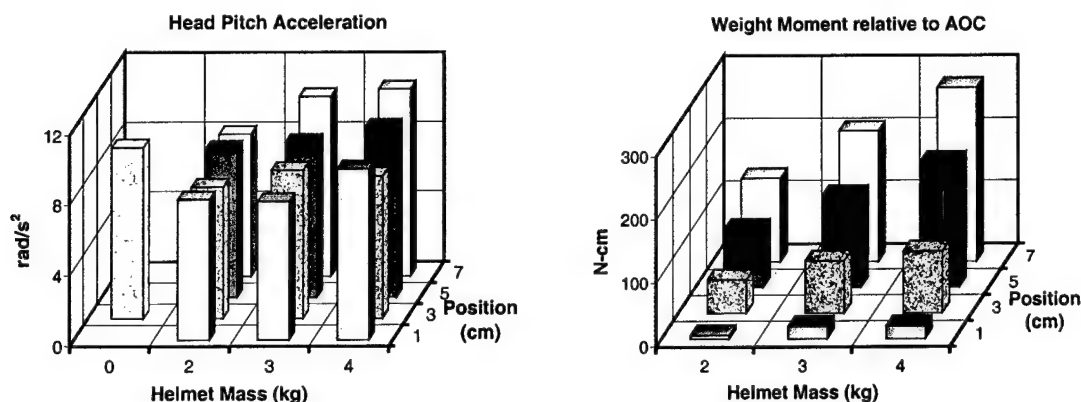 Head Pitch Acceleration
12
8
4
0
rad/s²
0
2
3
4
Helmet Mass (kg)
1
3
5
7
Position
(cm)
Weight Moment relative to AOC
300
200
100
0
N-cm
2
3
4
Helmet Mass (kg)
1
3
5
7
Position
(cm)